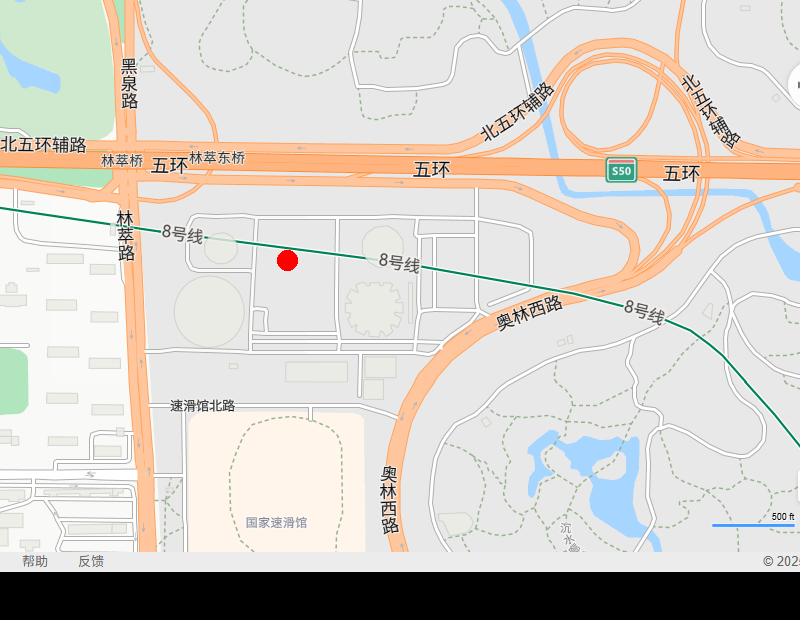 黑泉路
北五环辅路
北五环辅路
北五环辅路
林萃桥
五环
林萃东桥
五环
S50
五环
林萃路
8号线
8号线
8号线
奥林西路
速滑馆北路
奥林西路
国家速滑馆
500 ft
帮助
反馈